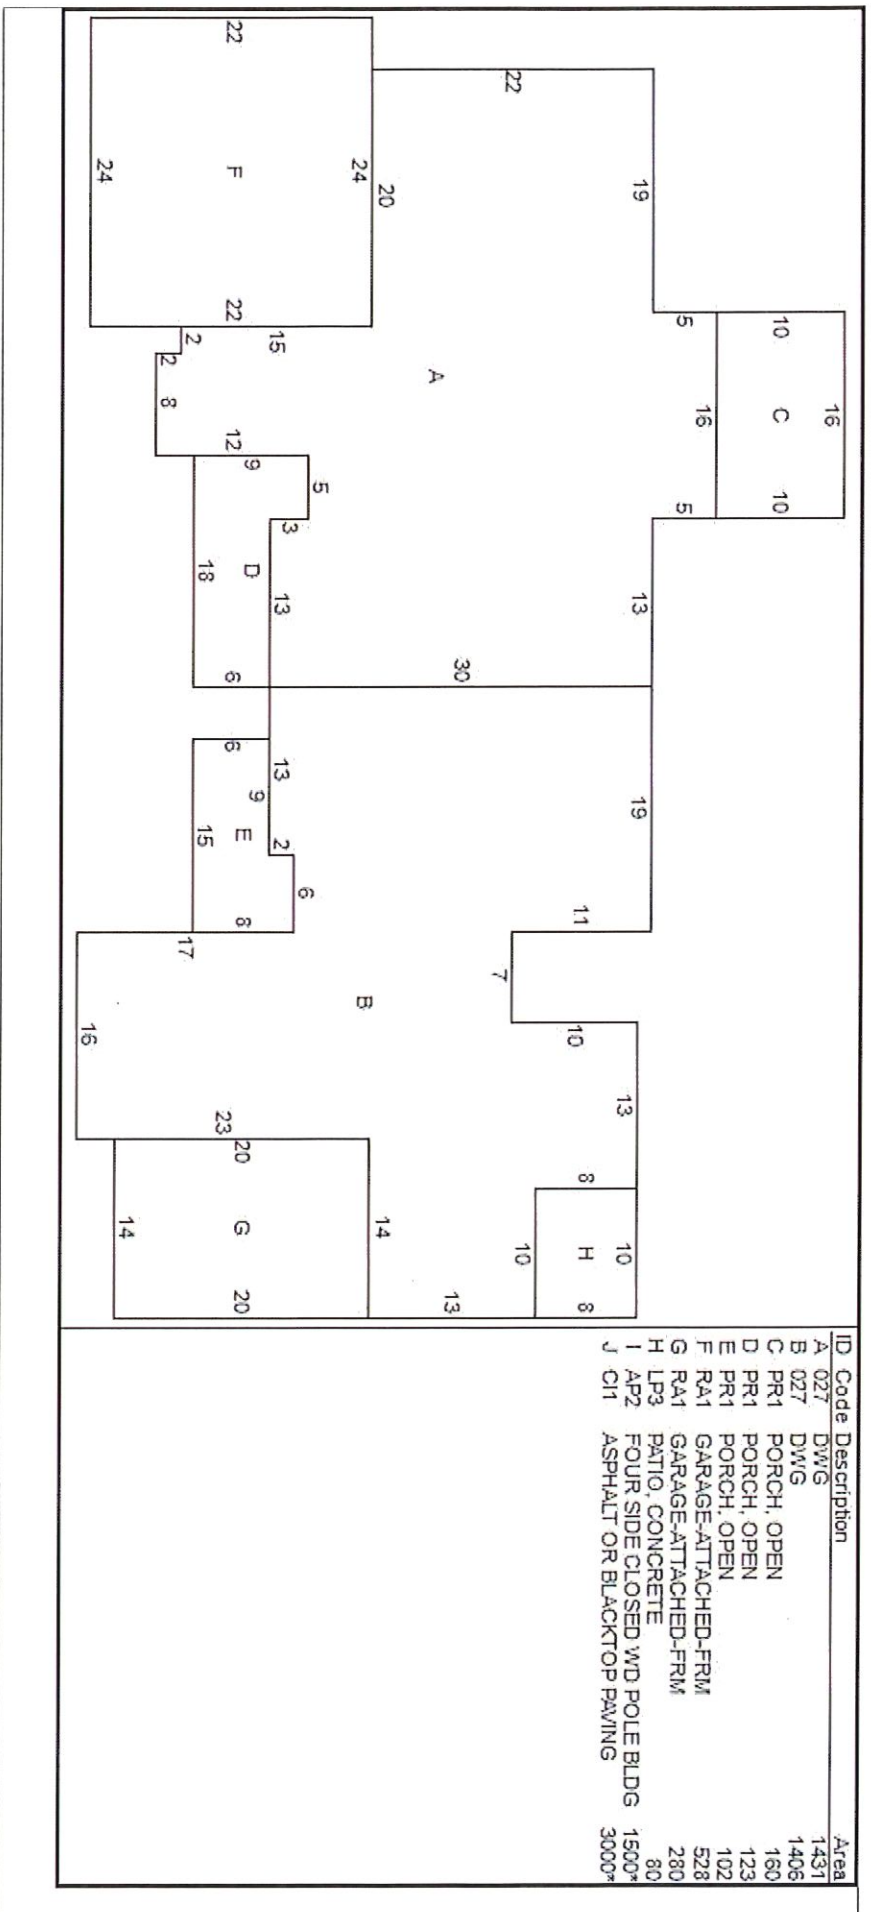 16
10 C 10
16
5 5
19 13 19
13 10
11 8 H 8
10
10
22
7
30
13
A
20 14
24 B
5
6
3
15 13 13 2
9 D 9
22 F 22 12 6 6 E 8 20 G 20
23
18 15
2 17
2 8
14
24
16
ID Code Description Area
A 027 DWG 1431
B 027 DWG 1406
C PR1 PORCH, OPEN 160
D PR1 PORCH, OPEN 123
E PR1 PORCH, OPEN 102
F RA1 GARAGE-ATTACHED-FRM 528
G RA1 GARAGE-ATTACHED-FRM 280
H LP3 PATIO, CONCRETE 80
I AP2 FOUR SIDE CLOSED WD POLE BLDG 1500*
J CI1 ASPHALT OR BLACKTOP PAVING 3000*